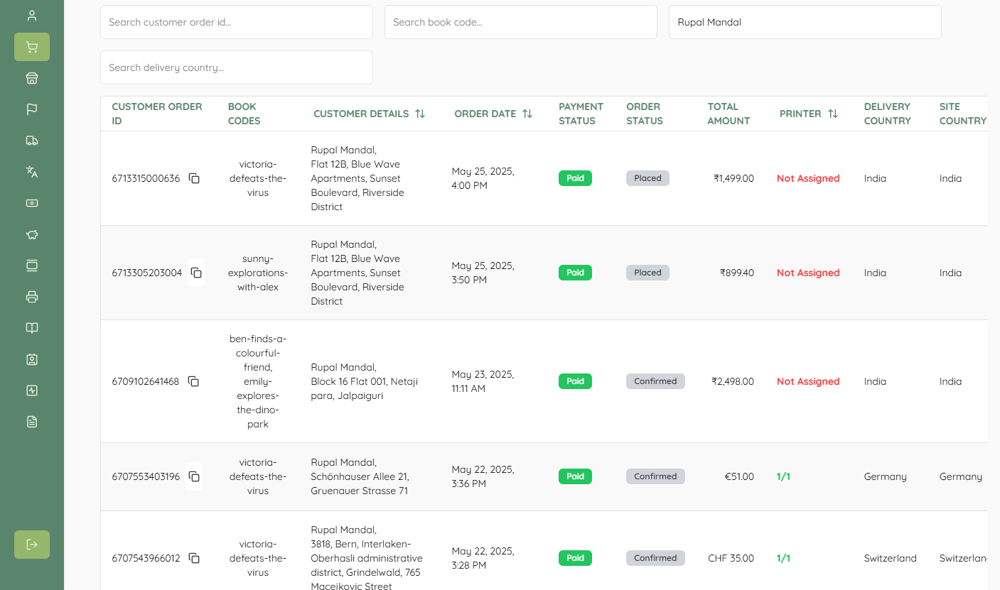 Search customer order id...
Search book code...
Rupal Mandal
Search delivery country...
CUSTOMER ORDER
ID
BOOK
CODES
CUSTOMER DETAILS
ORDER DATE
PAYMENT
STATUS
ORDER
STATUS
TOTAL
AMOUNT
PRINTER
DELIVERY
COUNTRY
SITE
COUNTRY
6713315000636
victoria-
defeats-the-
virus
Rupal Mandal,
Flat 12B, Blue Wave
Apartments, Sunset
Boulevard, Riverside
District
May 25, 2025,
4:00 PM
Paid
Placed
₹1,499.00
Not Assigned
India
India
6713305203004
sunny-
explorations-
with-alex
Rupal Mandal,
Flat 12B, Blue Wave
Apartments, Sunset
Boulevard, Riverside
District
May 25, 2025,
3:50 PM
Paid
Placed
₹899.40
Not Assigned
India
India
6709102641468
ben-finds-a-
colourful-
friend,
emily-
explores-
the-dino-
park
Rupal Mandal,
Block 16 Flat 001, Netaji
para, Jalpaiguri
May 23, 2025,
11:11 AM
Paid
Confirmed
₹2,498.00
Not Assigned
India
India
6707553403196
victoria-
defeats-the-
virus
Rupal Mandal,
Schönhauser Allee 21,
Gruenauer Strasse 71
May 22, 2025,
3:36 PM
Paid
Confirmed
€51.00
1/1
Germany
Germany
6707543966012
victoria-
defeats-the-
virus
Rupal Mandal,
3818, Bern, Interlaken-
Oberhasli administrative
district, Grindelwald, 765
Macejkovic Street
May 22, 2025,
3:28 PM
Paid
Confirmed
CHF 35.00
1/1
Switzerland
Switzerlan